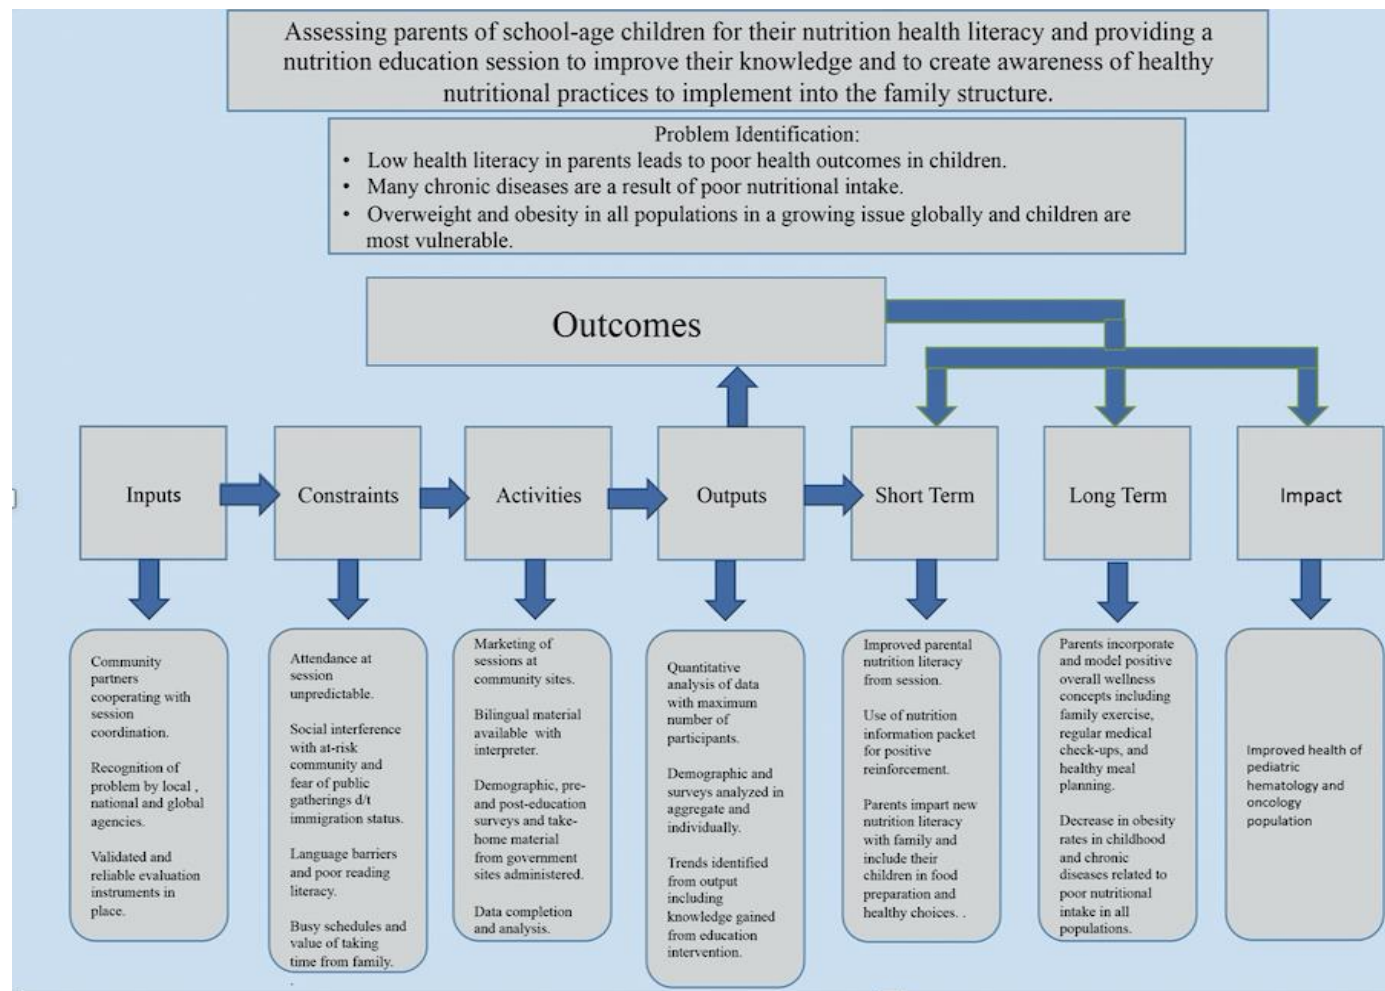 Assessing parents of school-age children for their nutrition health literacy and providing a
nutrition education session to improve their knowledge and to create awareness of healthy
nutritional practices to implement into the family structure.
Problem Identification:
• Low health literacy in parents leads to poor health outcomes in children.
• Many chronic diseases are a result of poor nutritional intake.
• Overweight and obesity in all populations in a growing issue globally and children are
most vulnerable.
Outcomes
Inputs
Constraints
Activities
Outputs
Short Term
Long Term
Impact
Community
partners
cooperating with
session
coordination.
Recognition of
problem by local ,
national and global
agencies.
Validated and
reliable evaluation
instruments in
place.
Attendance at
session
unpredictable.
Social interference
with at-risk
community and
fear of public
gatherings d/t
immigration status.
Language barriers
and poor reading
literacy.
Busy schedules and
value of taking
time from family.
.
Marketing of
sessions at
community sites.
Bilingual material
available with
interpreter.
Demographic, pre-
and post-education
surveys and take-
home material
from government
sites administered.
Data completion
and analysis.
Quantitative
analysis of data
with maximum
number of
participants.
Demographic and
surveys analyzed in
aggregate and
individually.
Trends identified
from output
including
knowledge gained
from education
intervention.
Improved parental
nutrition literacy
from session.
Use of nutrition
information packet
for positive
reinforcement.
Parents impart new
nutrition literacy
with family and
include their
children in food
preparation and
healthy choices. .
Parents incorporate
and model positive
overall wellness
concepts including
family exercise,
regular medical
check-ups, and
healthy meal
planning.
Decrease in obesity
rates in childhood
and chronic
diseases related to
poor nutritional
intake in all
populations.
Improved health of
pediatric
hematology and
oncology
population